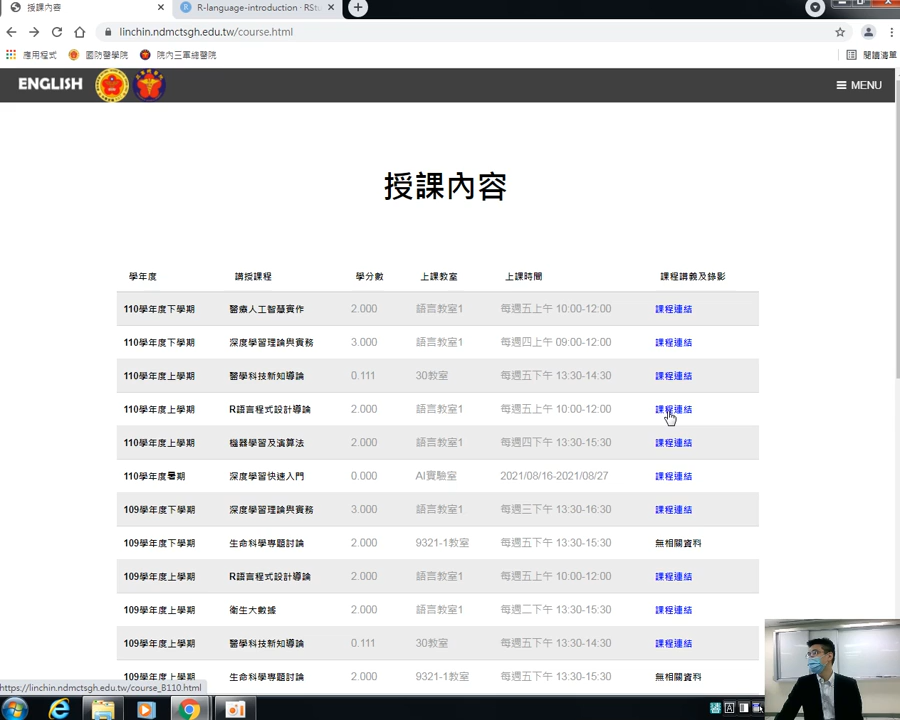 授課內容
R-language-introduction · RStu
linchin.ndmctsgh.edu.tw/course.html
應用程式 國防醫學院 院內三軍總醫院 閱讀清單
ENGLISH MENU
授課內容
學年度 講授課程 學分數 上課教室 上課時間 課程講義及錄影
110學年度下學期 醫療人工智慧實作 2.000 語言教室1 每週五上午 10:00-12:00 課程連結
110學年度下學期 深度學習理論與實務 3.000 語言教室1 每週四上午 09:00-12:00 課程連結
110學年度上學期 醫學科技新知導論 0.111 30教室 每週五下午 13:30-14:30 課程連結
110學年度上學期 R語言程式設計導論 2.000 語言教室1 每週五上午 10:00-12:00 課程連結
110學年度上學期 機器學習及演算法 2.000 語言教室1 每週四下午 13:30-15:30 課程連結
110學年度暑期 深度學習快速入門 0.000 AI實驗室 2021/08/16-2021/08/27 課程連結
109學年度下學期 深度學習理論與實務 3.000 語言教室1 每週三下午 13:30-16:30 課程連結
109學年度下學期 生命科學專題討論 2.000 9321-1教室 每週五下午 13:30-15:30 無相關資料
109學年度上學期 R語言程式設計導論 2.000 語言教室1 每週五上午 10:00-12:00 課程連結
109學年度上學期 衛生大數據 2.000 語言教室1 每週二下午 13:30-15:30 課程連結
109學年度上學期 醫學科技新知導論 0.111 30教室 每週五下午 13:30-14:30 課程連結
109學年度上學期 生命科學專題討論 2.000 9321-1教室 每週五下午 13:30-15:30 無相關資料
https://linchin.ndmctsgh.edu.tw/course_B110.html